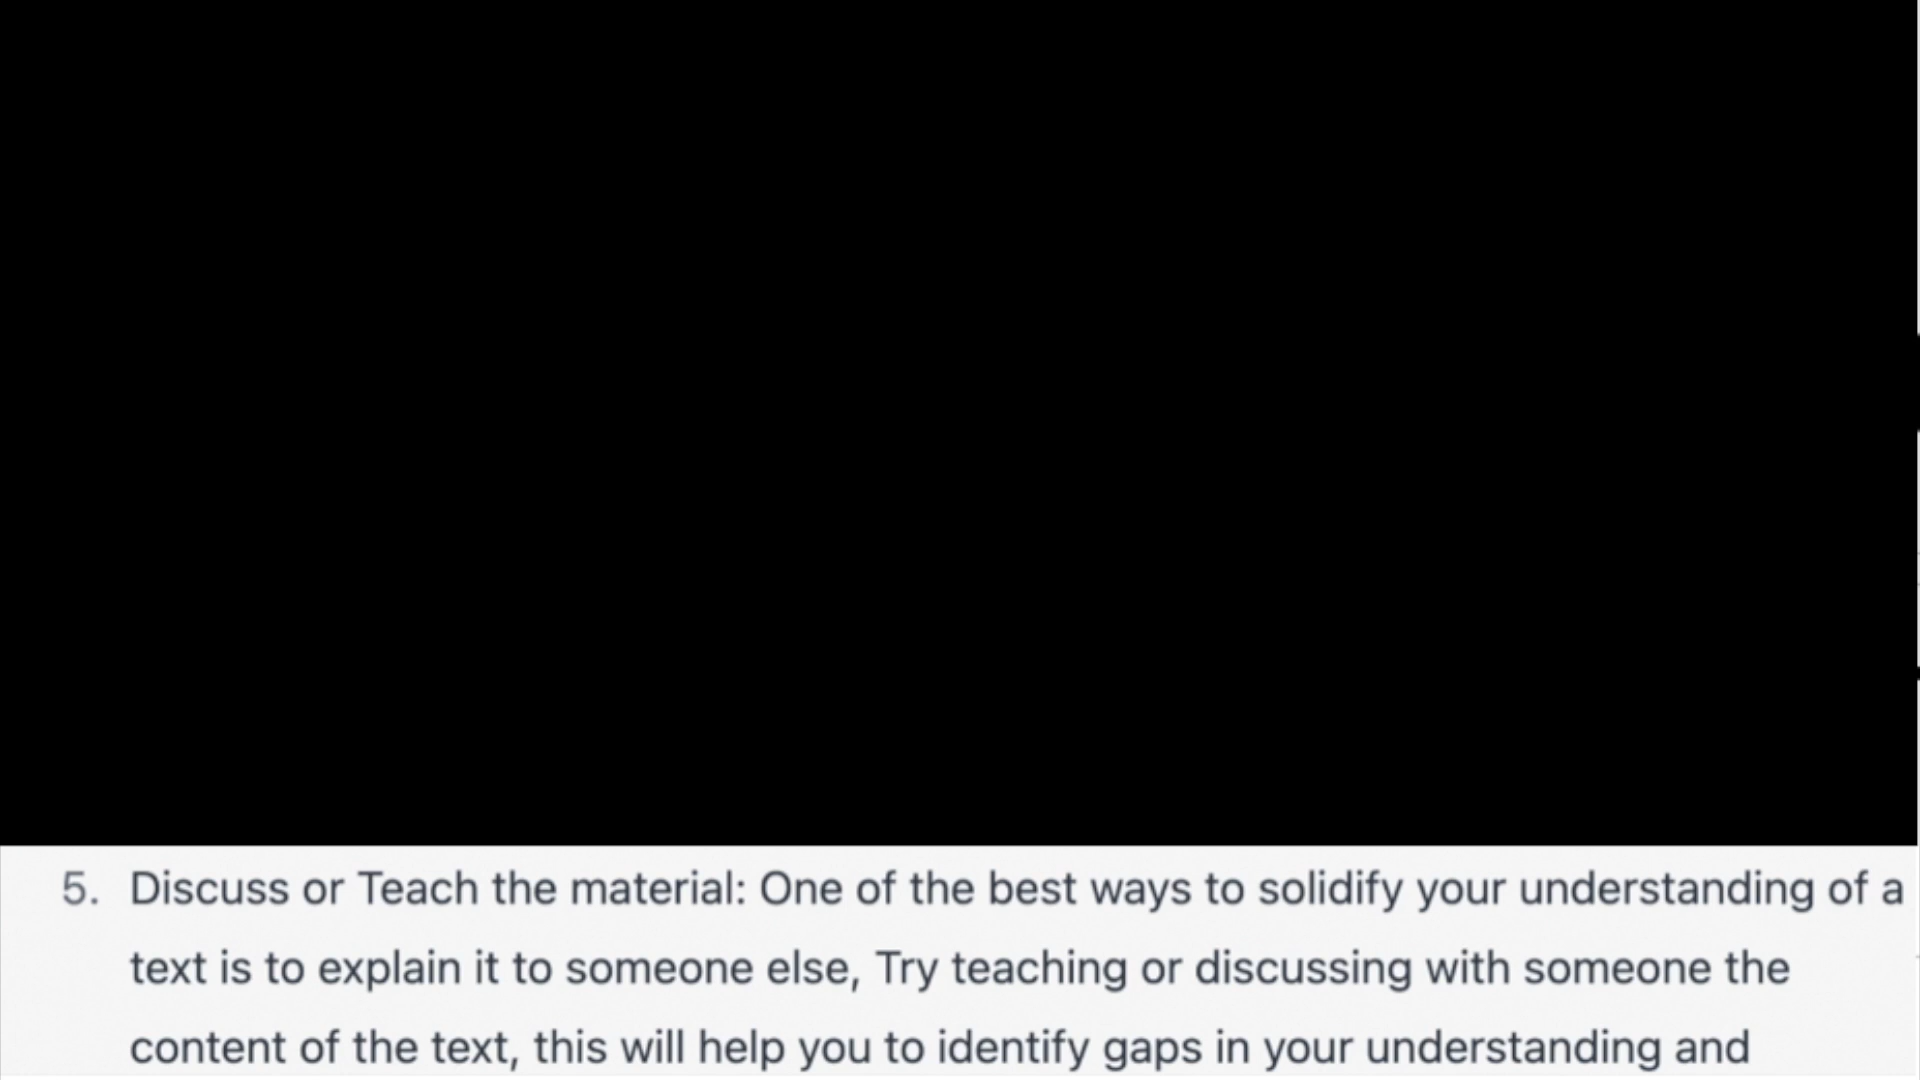 5. Discuss or Teach the material: One of the best ways to solidify your understanding of a
text is to explain it to someone else, Try teaching or discussing with someone the
content of the text, this will help you to identify gaps in your understanding and